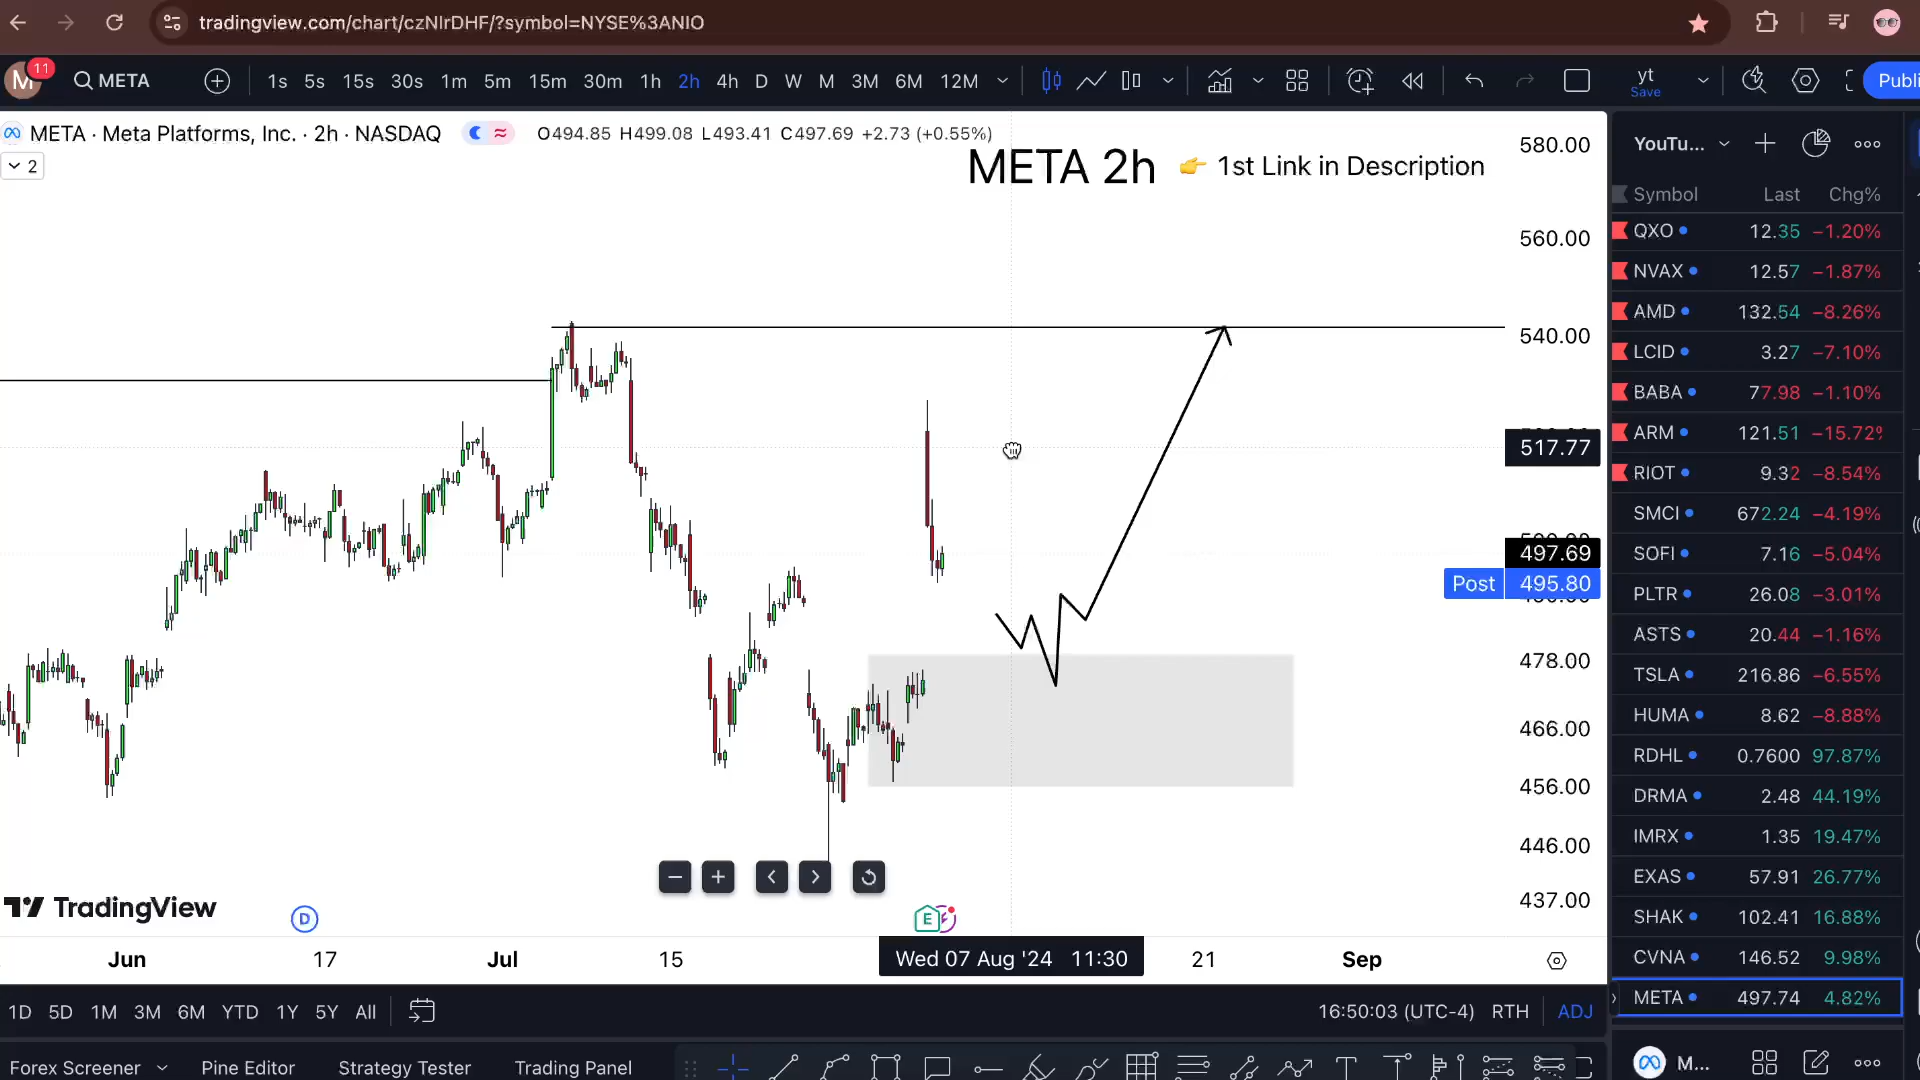 tradingview.com/chart/czNlrDHF/?symbol=NYSE%3ANIO
M 11 META 1s 5s 15s 30s 1m 5m 15m 30m 1h 2h 4h D W M 3M 6M 12M yt Save Publi
META · Meta Platforms, Inc. · 2h · NASDAQ O494.85 H499.08 L493.41 C497.69 +2.73 (+0.55%)
2
META 2h 👉 1st Link in Description
580.00
560.00
540.00
517.77
497.69
Post 495.80
478.00
466.00
456.00
446.00
437.00
TradingView
D
E
Jun 17 Jul 15 Wed 07 Aug '24 11:30 21 Sep
1D 5D 1M 3M 6M YTD 1Y 5Y All 16:50:03 (UTC-4) RTH ADJ
Forex Screener Pine Editor Strategy Tester Trading Panel
YouTu...
Symbol Last Chg%
QXO 12.35 −1.20%
NVAX 12.57 −1.87%
AMD 132.54 −8.26%
LCID 3.27 −7.10%
BABA 77.98 −1.10%
ARM 121.51 −15.72%
RIOT 9.32 −8.54%
SMCI 672.24 −4.19%
SOFI 7.16 −5.04%
PLTR 26.08 −3.01%
ASTS 20.44 −1.16%
TSLA 216.86 −6.55%
HUMA 8.62 −8.88%
RDHL 0.7600 97.87%
DRMA 2.48 44.19%
IMRX 1.35 19.47%
EXAS 57.91 26.77%
SHAK 102.41 16.88%
CVNA 146.52 9.98%
META 497.74 4.82%
M...